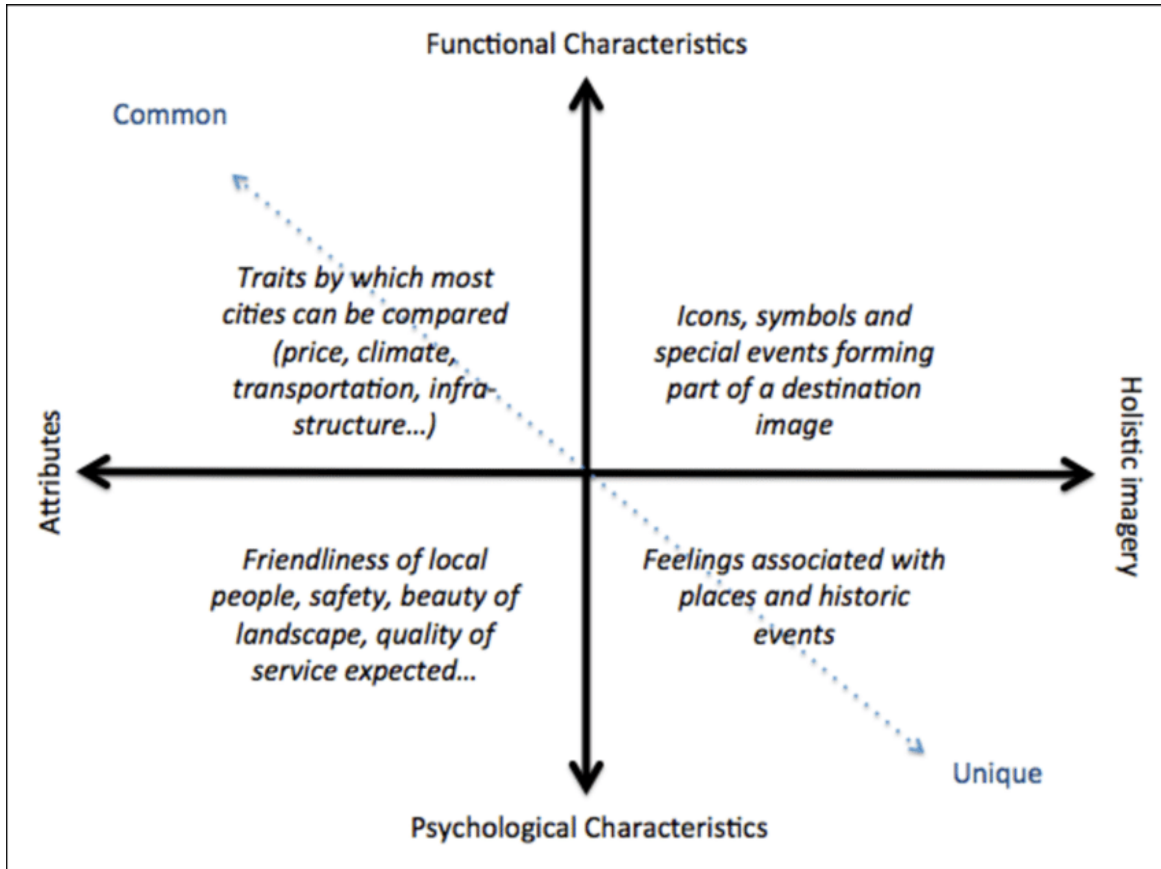 Functional Characteristics
Common
Traits by which most
cities can be compared
(price, climate,
transportation, infra-
structure...)
Icons, symbols and
special events forming
part of a destination
image
Attributes
Holistic imagery
Friendliness of local
people, safety, beauty of
landscape, quality of
service expected...
Feelings associated with
places and historic
events
Unique
Psychological Characteristics